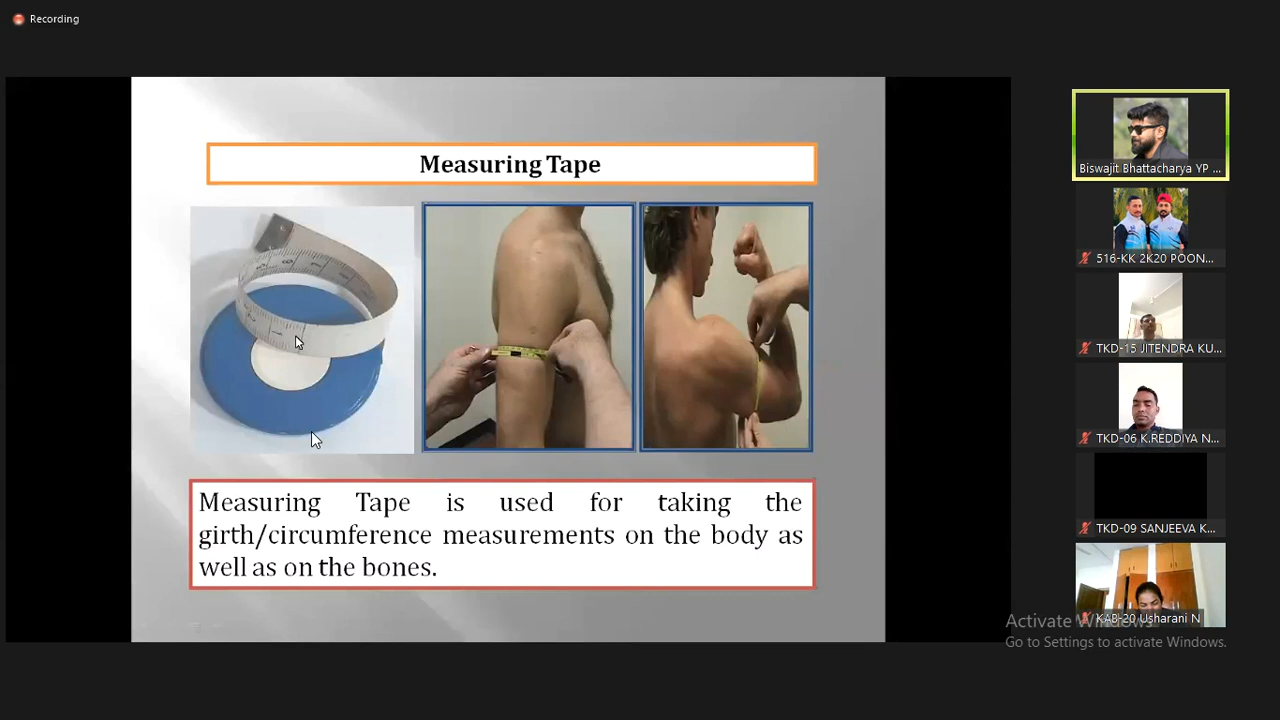 Recording
Measuring Tape
Measuring Tape is used for taking the
girth/circumference measurements on the body as
well as on the bones.
Biswajit Bhattacharya YP ...
516-KK 2K20 POON...
TKD-15 JITENDRA KU...
TKD-06 K.REDDIYA N...
TKD-09 SANJEEVA K...
KAB-20 Usharani N
Activate Windows
Go to Settings to activate Windows.